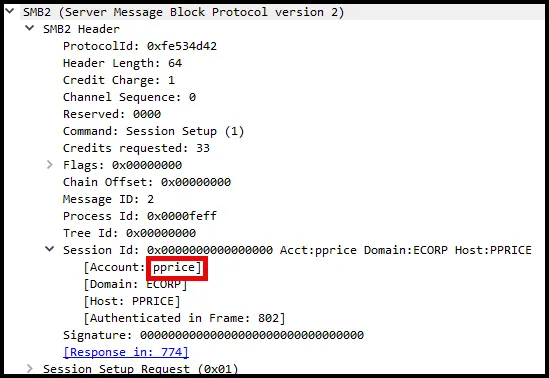 SMB2 (Server Message Block Protocol version 2)
SMB2 Header
ProtocolId: 0xfe534d42
Header Length: 64
Credit Charge: 1
Channel Sequence: 0
Reserved: 0000
Command: Session Setup (1)
Credits requested: 33
Flags: 0x00000000
Chain Offset: 0x00000000
Message ID: 2
Process Id: 0x0000feff
Tree Id: 0x00000000
Session Id: 0x0000000000000000 Acct:pprice Domain:ECORP Host:PPRICE
[Account: pprice]
[Domain: ECORP]
[Host: PPRICE]
[Authenticated in Frame: 802]
Signature: 00000000000000000000000000000000
[Response in: 774]
Session Setup Request (0x01)